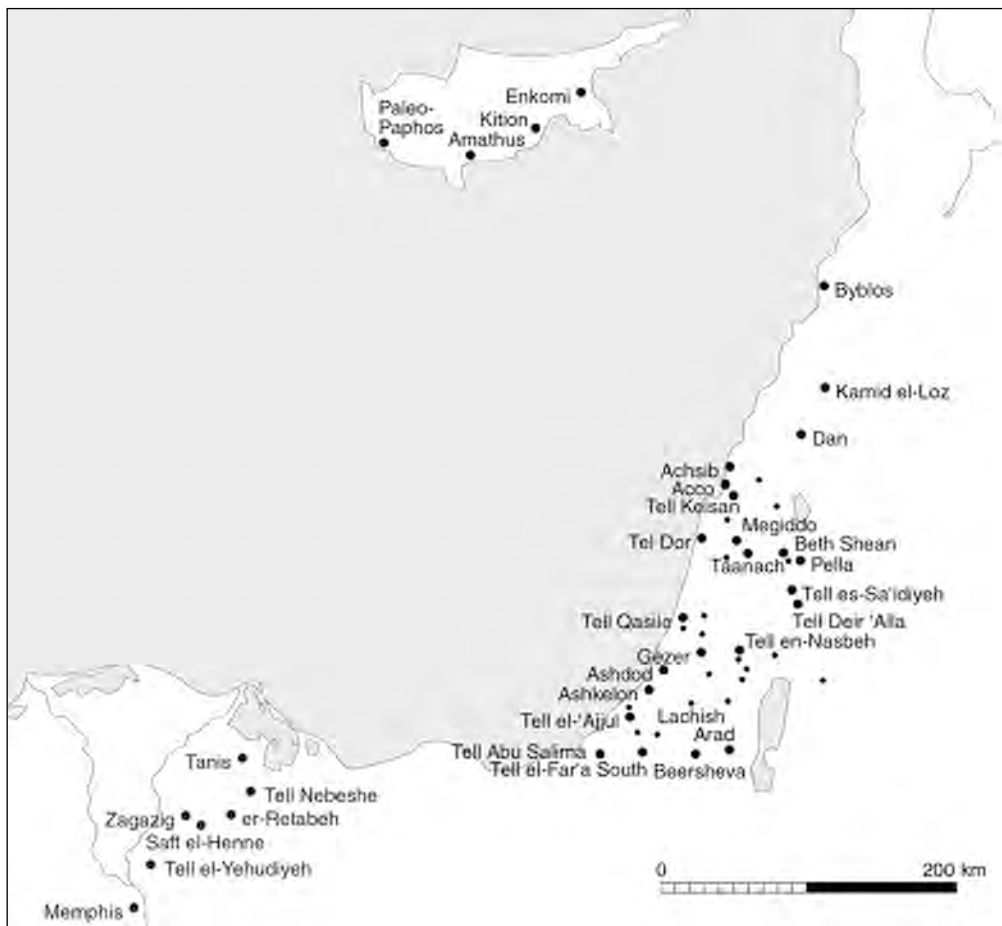 Enkomi
Paleo-
Paphos
Kition
Amathus
Byblos
Kamid el-Loz
Dan
Achsib
Acco
Tell Keisan
Megiddo
Tel Dor
Beth Shean
Taanach
Pella
Tell es-Sa'idiyeh
Tell Deir 'Alla
Tell Qasile
Tell en-Nasbeh
Gezer
Ashdod
Ashkelon
Tell el-'Ajjul
Lachish
Arad
Tell Abu Salima
Tell el-Far'a South
Beersheva
Tanis
Tell Nebeshe
Zagazig
er-Retabeh
Saft el-Henne
Tell el-Yehudiyeh
Memphis
0 200 km